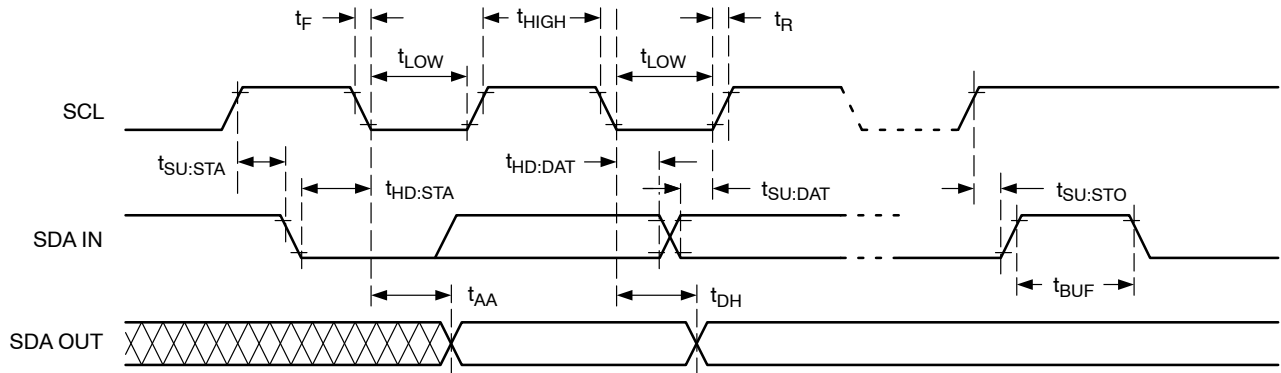 tF
tHIGH
tR
tLOW
tLOW
SCL
tSU:STA
tHD:DAT
tHD:STA
tSU:DAT
tSU:STO
SDA IN
tBUF
tAA
tDH
SDA OUT